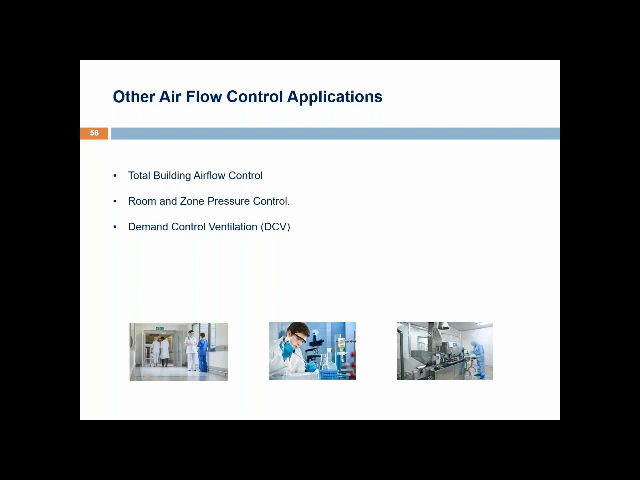 Other Air Flow Control Applications
56
• Total Building Airflow Control
• Room and Zone Pressure Control.
• Demand Control Ventilation (DCV)